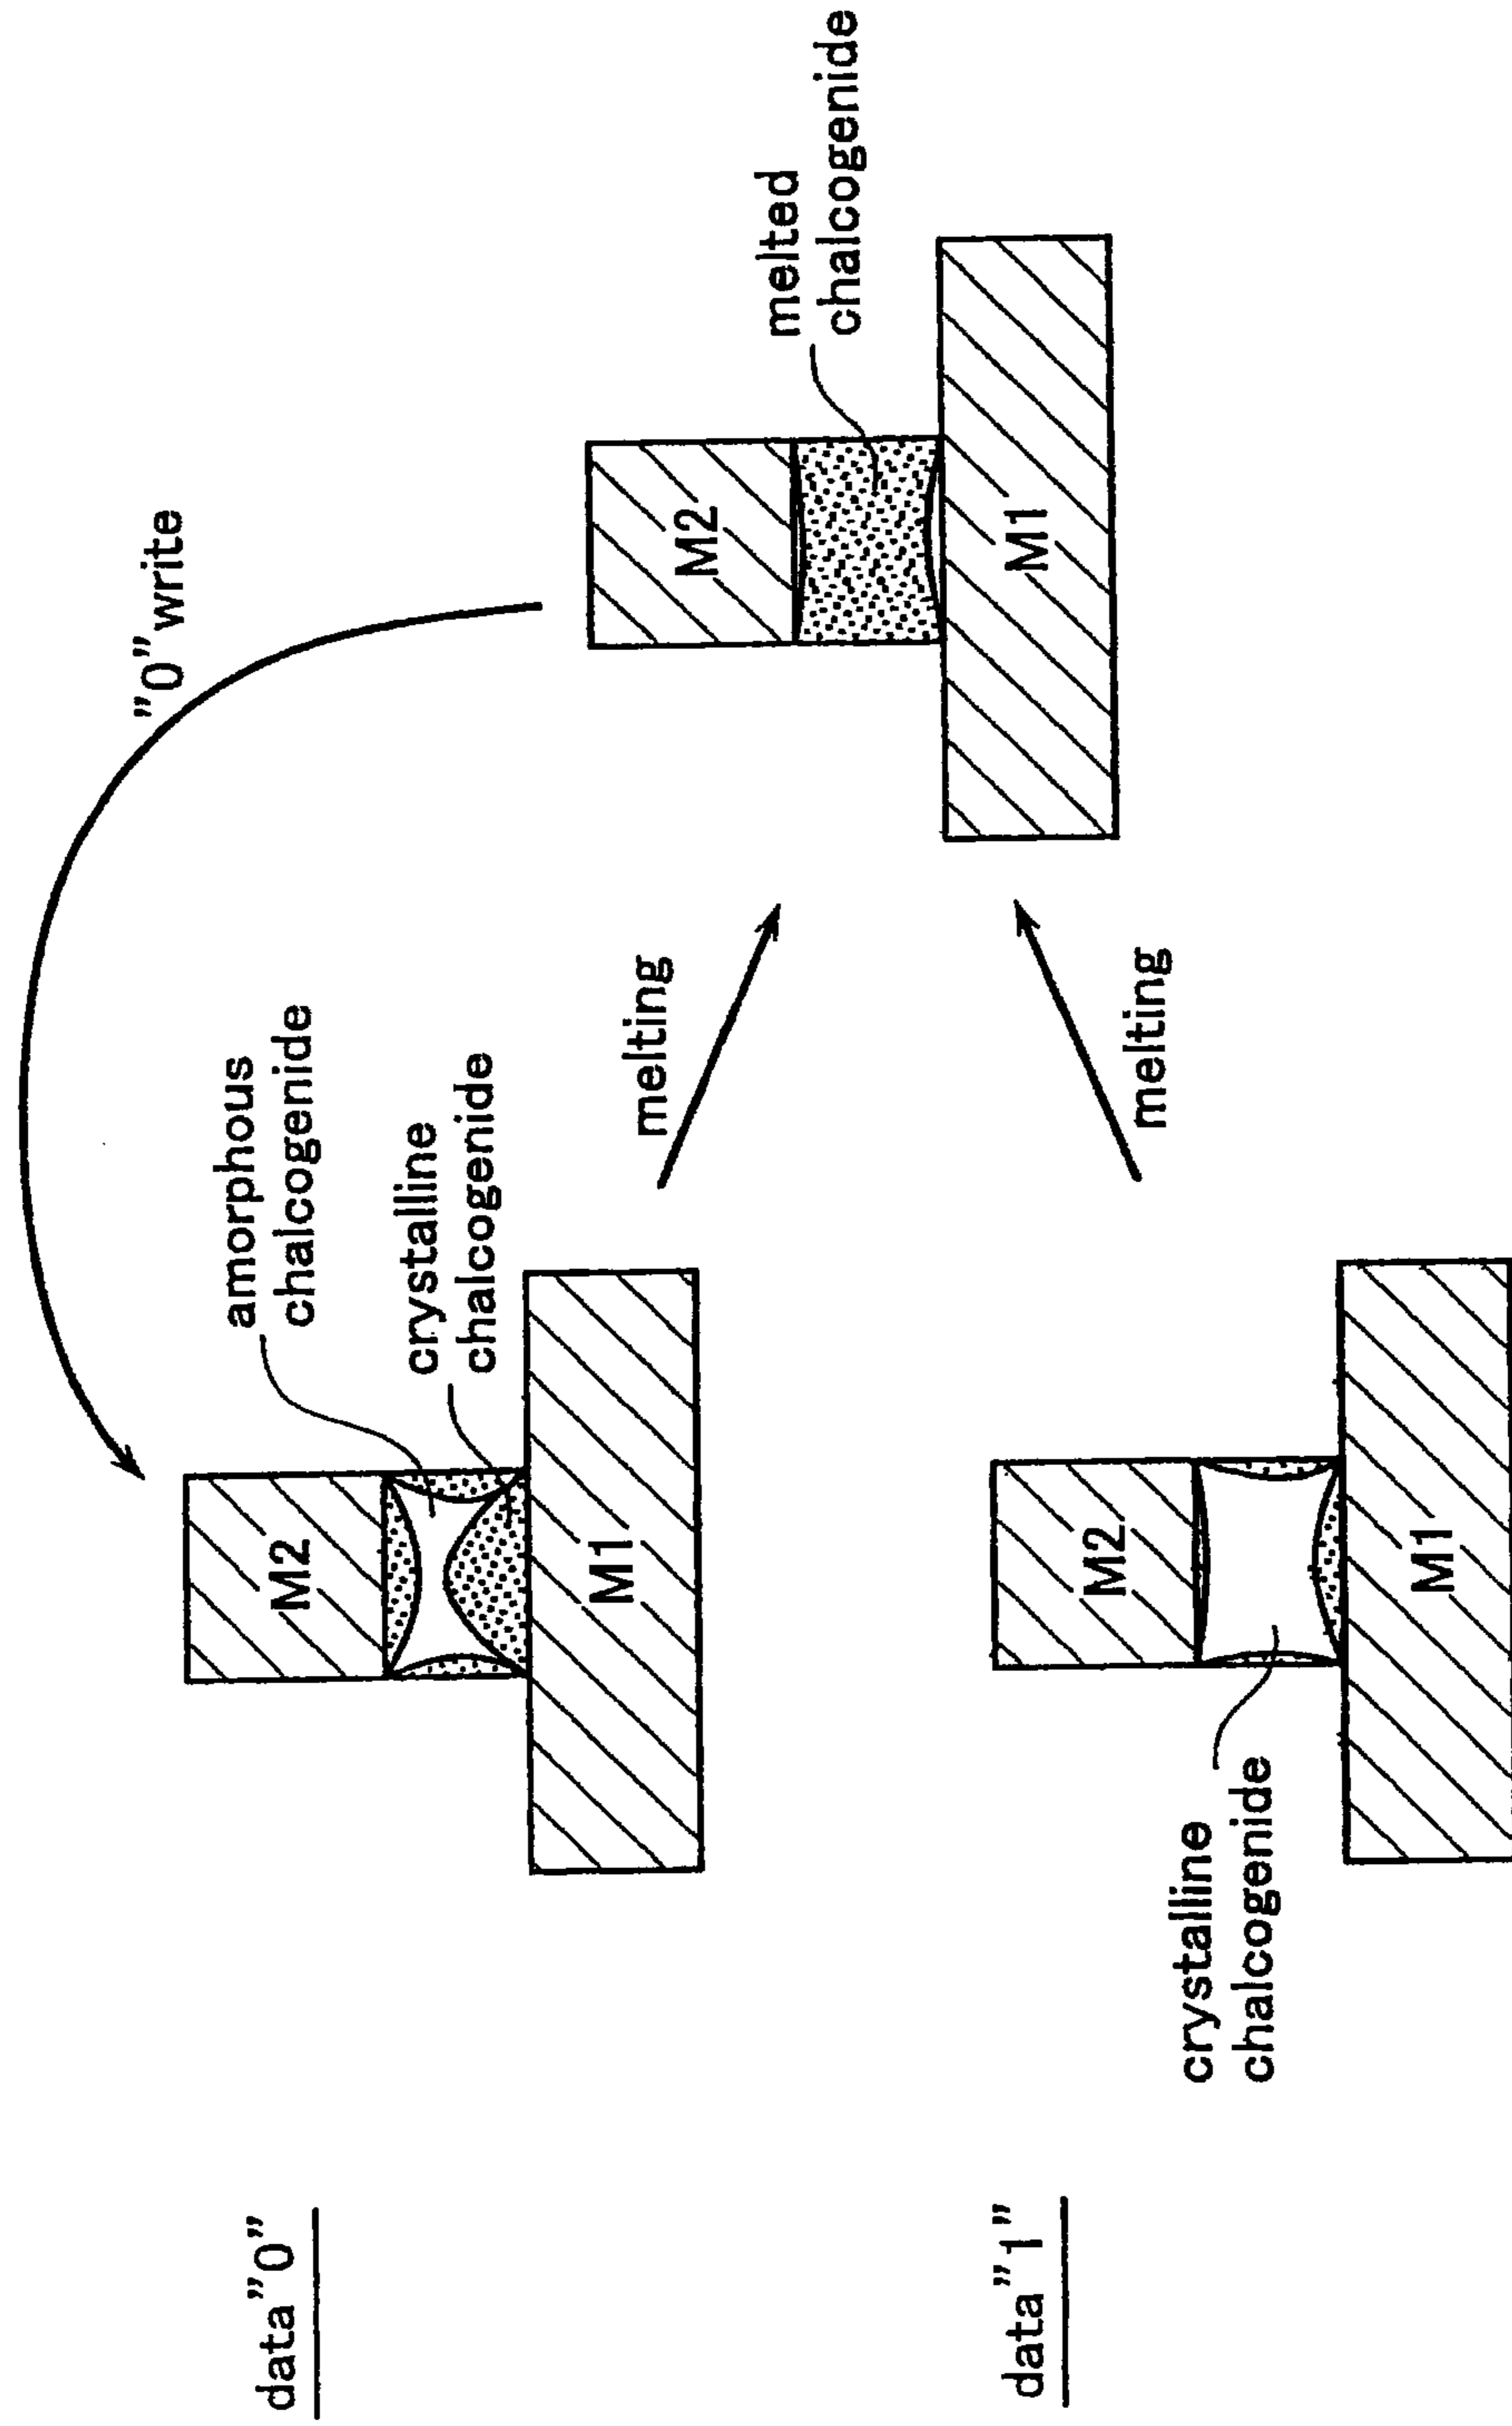 "0"write
data"0"
M2
M1
amorphous
chalcogenide
crystalline
chalcogenide
melting
melted
chalcogenide
M2
M1
melting
data"1"
crystalline
chalcogenide
M2
M1